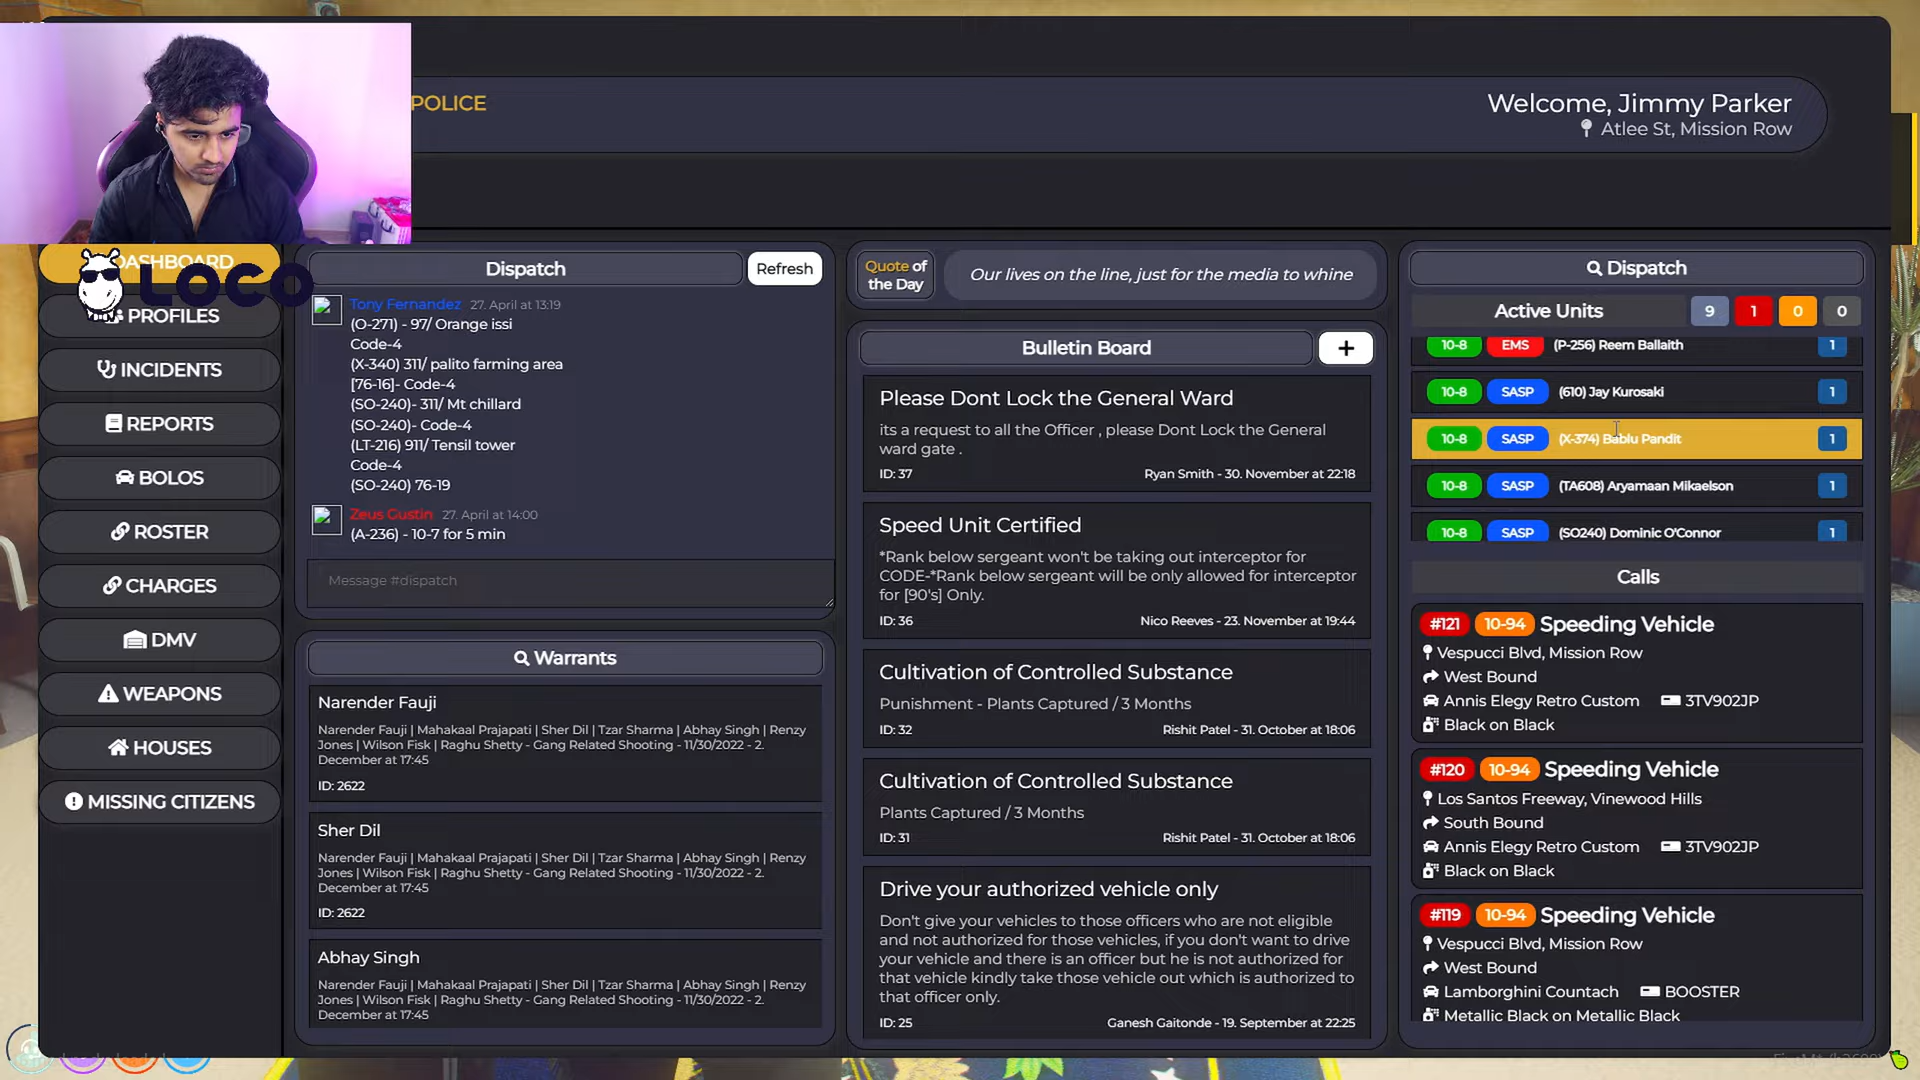 POLICE
Welcome, Jimmy Parker
Atlee St, Mission Row
DASHBOARD
LOCO
PROFILES
INCIDENTS
REPORTS
BOLOS
ROSTER
CHARGES
DMV
WEAPONS
HOUSES
MISSING CITIZENS
Dispatch
Refresh
Tony Fernandez 27. April at 13:19
(O-271) - 97/ Orange issi
Code-4
(X-340) 311/ palito farming area
[76-16]- Code-4
(SO-240)- 311/ Mt chillard
(SO-240)- Code-4
(LT-216) 911/ Tensil tower
Code-4
(SO-240) 76-19
Zeus Gustin 27. April at 14:00
(A-236) - 10-7 for 5 min
Message #dispatch
Warrants
Narender Fauji
Narender Fauji | Mahakaal Prajapati | Sher Dil | Tzar Sharma | Abhay Singh | Renzy
Jones | Wilson Fisk | Raghu Shetty - Gang Related Shooting - 11/30/2022 - 2.
December at 17:45
ID: 2622
Sher Dil
Narender Fauji | Mahakaal Prajapati | Sher Dil | Tzar Sharma | Abhay Singh | Renzy
Jones | Wilson Fisk | Raghu Shetty - Gang Related Shooting - 11/30/2022 - 2.
December at 17:45
ID: 2622
Abhay Singh
Narender Fauji | Mahakaal Prajapati | Sher Dil | Tzar Sharma | Abhay Singh | Renzy
Jones | Wilson Fisk | Raghu Shetty - Gang Related Shooting - 11/30/2022 - 2.
December at 17:45
Quote of
the Day
Our lives on the line, just for the media to whine
Bulletin Board
+
Please Dont Lock the General Ward
its a request to all the Officer , please Dont Lock the General
ward gate .
ID: 37 Ryan Smith - 30. November at 22:18
Speed Unit Certified
*Rank below sergeant won't be taking out interceptor for
CODE-*Rank below sergeant will be only allowed for interceptor
for [90's] Only.
ID: 36 Nico Reeves - 23. November at 19:44
Cultivation of Controlled Substance
Punishment - Plants Captured / 3 Months
ID: 32 Rishit Patel - 31. October at 18:06
Cultivation of Controlled Substance
Plants Captured / 3 Months
ID: 31 Rishit Patel - 31. October at 18:06
Drive your authorized vehicle only
Don't give your vehicles to those officers who are not eligible
and not authorized for those vehicles, if you don't want to drive
your vehicle and there is an officer but he is not authorized for
that vehicle kindly take those vehicle out which is authorized to
that officer only.
ID: 25 Ganesh Gaitonde - 19. September at 22:25
Dispatch
Active Units 9 1 0 0
10-8 EMS (P-256) Reem Ballaith 1
10-8 SASP (610) Jay Kurosaki 1
10-8 SASP (X-374) Bablu Pandit 1
10-8 SASP (TA608) Aryamaan Mikaelson 1
10-8 SASP (SO240) Dominic O'Connor 1
Calls
#121 10-94 Speeding Vehicle
Vespucci Blvd, Mission Row
West Bound
Annis Elegy Retro Custom 3TV902JP
Black on Black
#120 10-94 Speeding Vehicle
Los Santos Freeway, Vinewood Hills
South Bound
Annis Elegy Retro Custom 3TV902JP
Black on Black
#119 10-94 Speeding Vehicle
Vespucci Blvd, Mission Row
West Bound
Lamborghini Countach BOOSTER
Metallic Black on Metallic Black